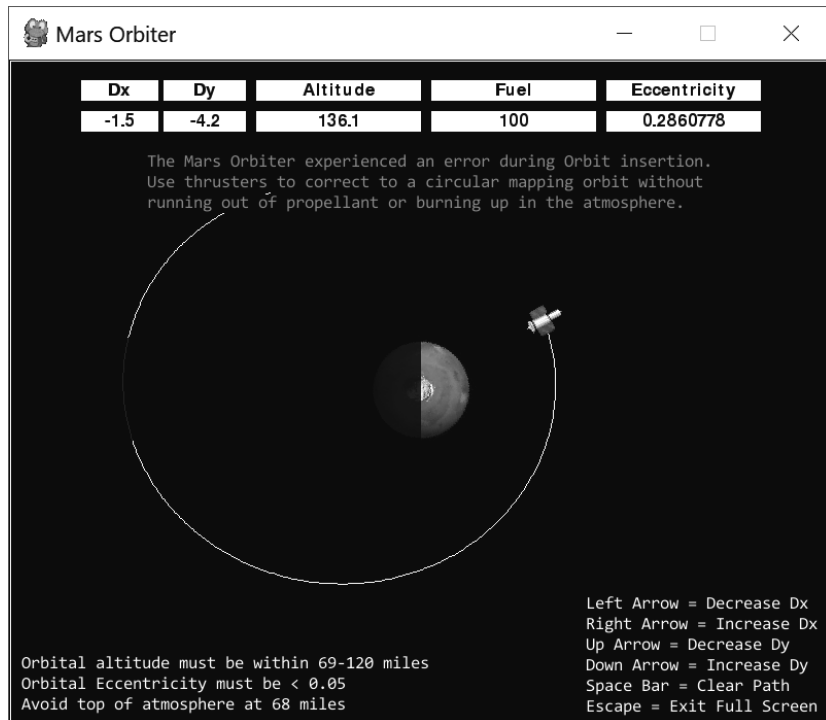 Mars Orbiter
Dx Dy Altitude Fuel Eccentricity
-1.5 -4.2 136.1 100 0.2860778
The Mars Orbiter experienced an error during Orbit insertion.
Use thrusters to correct to a circular mapping orbit without
running out of propellant or burning up in the atmosphere.
Left Arrow = Decrease Dx
Right Arrow = Increase Dx
Up Arrow = Decrease Dy
Down Arrow = Increase Dy
Space Bar = Clear Path
Escape = Exit Full Screen
Orbital altitude must be within 69-120 miles
Orbital Eccentricity must be < 0.05
Avoid top of atmosphere at 68 miles